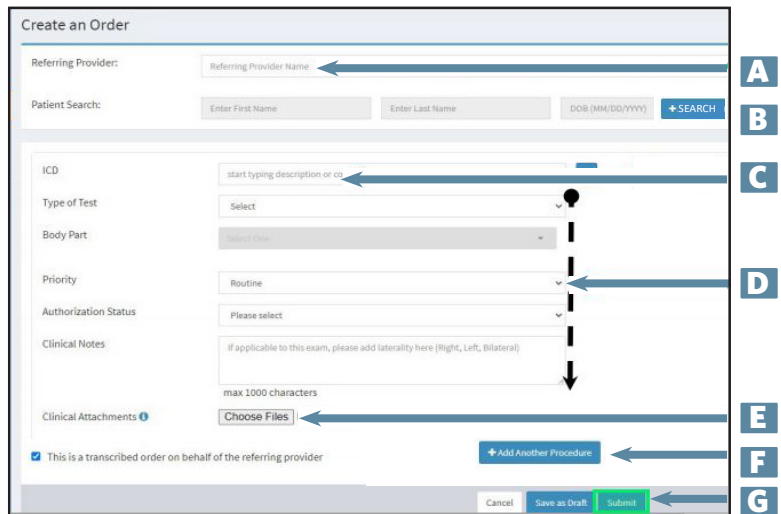 Create an Order
Referring Provider: Referring Provider Name A
Patient Search: Enter First Name Enter Last Name DOB (MM/DD/YYYY) +SEARCH B
ICD start typing description or co C
Type of Test Select
Body Part Select One
Priority Routine D
Authorization Status Please select
Clinical Notes If applicable to this exam, please add laterality here (Right, Left, Bilateral)
max 1000 characters
Clinical Attachments Choose Files E
This is a transcribed order on behalf of the referring provider +Add Another Procedure F
Cancel Save as Draft Submit G